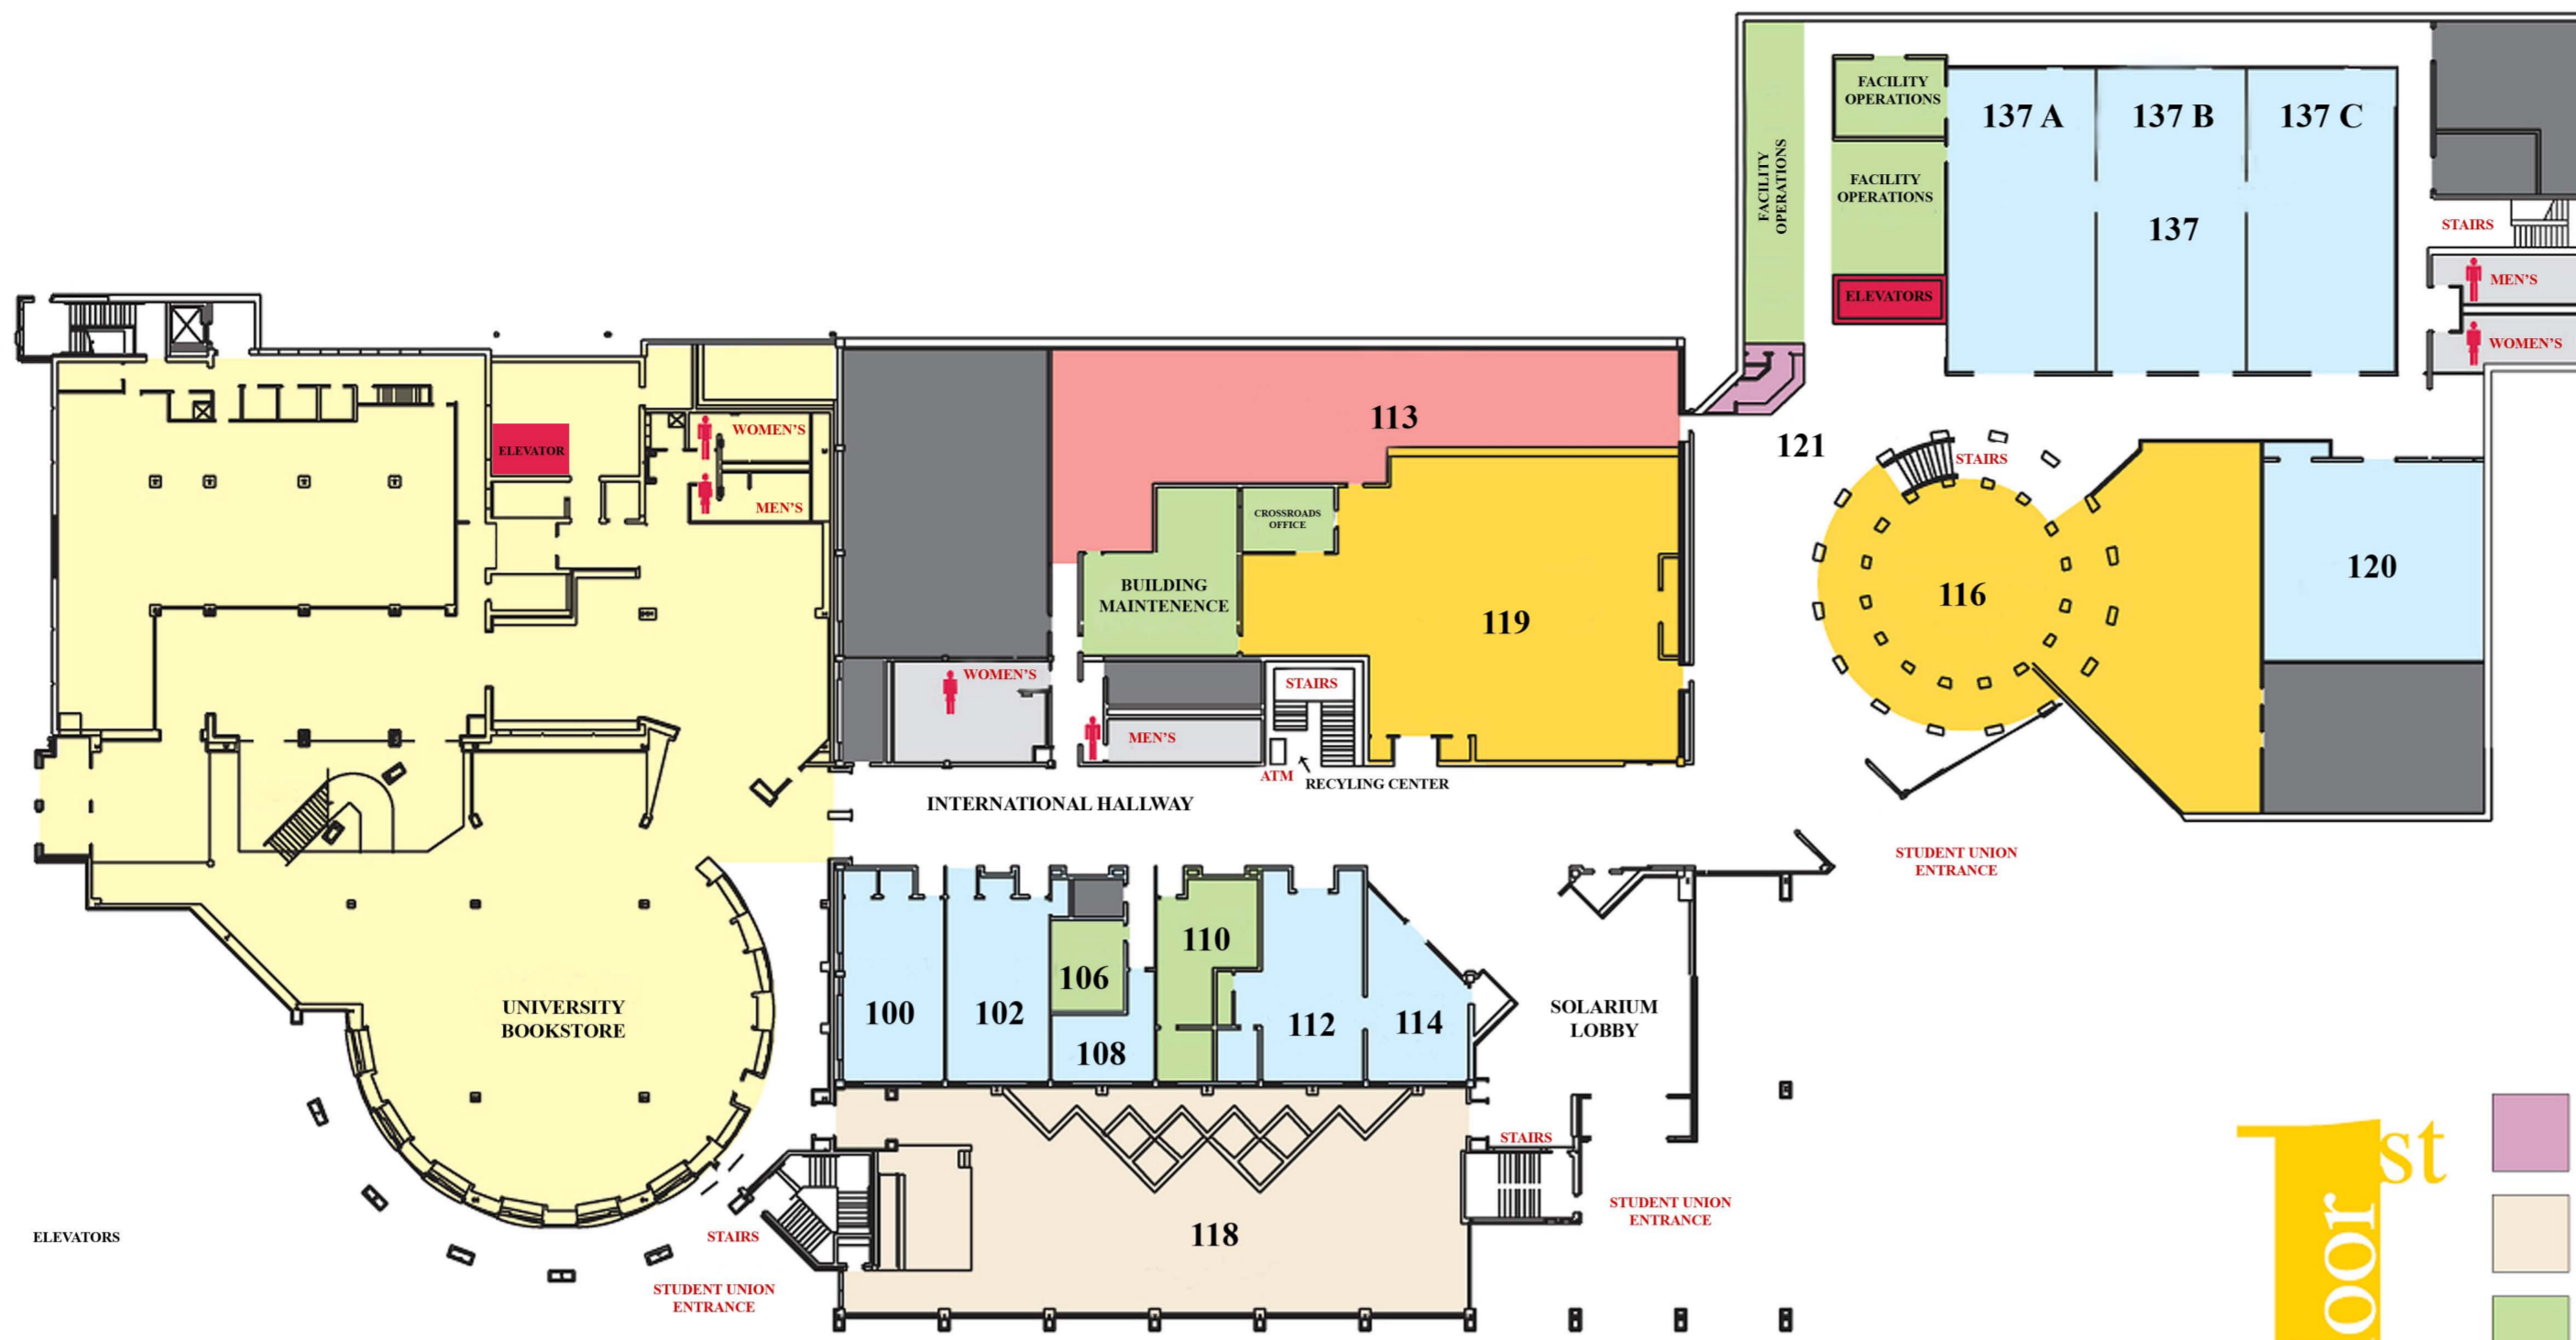 FACILITY
OPERATIONS
137 A
137 B
137 C
FACILITY
OPERATIONS
FACILITY
OPERATIONS
137
STAIRS
MEN'S
ELEVATORS
WOMEN'S
113
WOMEN'S
ELEVATOR
121
STAIRS
MEN'S
CROSSROADS
OFFICE
BUILDING
MAINTENENCE
119
116
120
WOMEN'S
STAIRS
MEN'S
ATM
RECYLING CENTER
INTERNATIONAL HALLWAY
STUDENT UNION
ENTRANCE
110
106
100
102
108
112
114
UNIVERSITY
BOOKSTORE
SOLARIUM
LOBBY
STAIRS
STUDENT UNION
ENTRANCE
118
ELEVATORS
STAIRS
STUDENT UNION
ENTRANCE
1st
oor